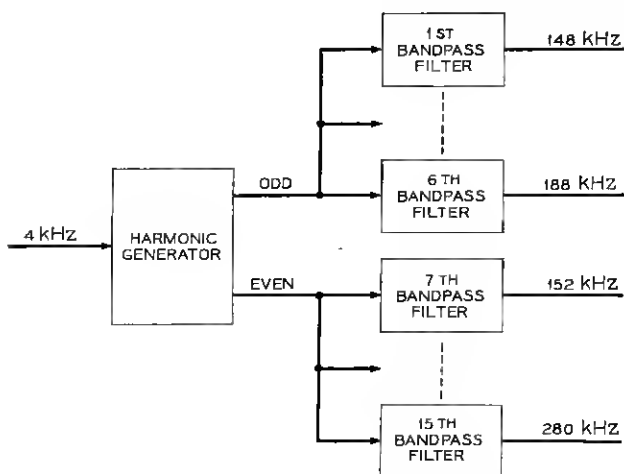 1 ST
BANDPASS
FILTER
148 kHz
ODD
6 TH
BANDPASS
FILTER
188 kHz
4 kHz
HARMONIC
GENERATOR
EVEN
7 TH
BANDPASS
FILTER
152 kHz
15 TH
BANDPASS
FILTER
280 kHz